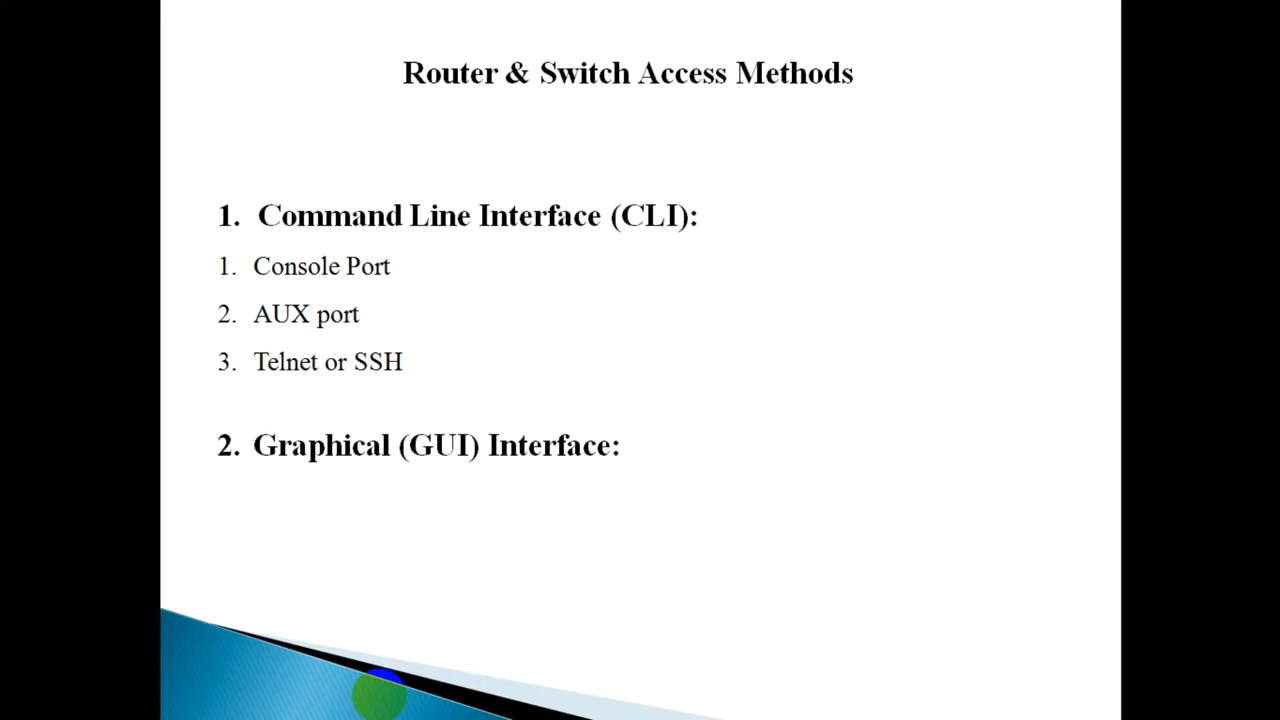 Router & Switch Access Methods
1. Command Line Interface (CLI):
1. Console Port
2. AUX port
3. Telnet or SSH
2. Graphical (GUI) Interface: